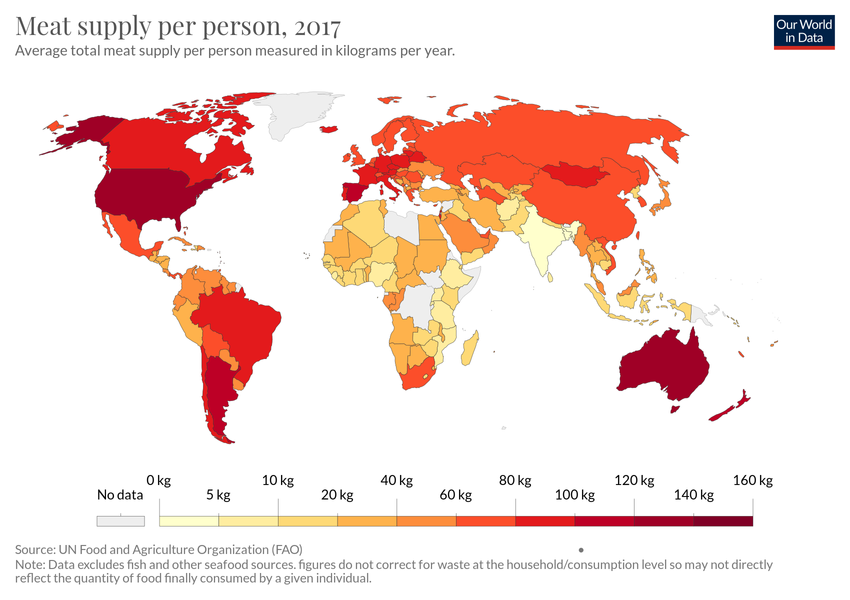 Meat supply per person, 2017
Average total meat supply per person measured in kilograms per year.
Our World
in Data
0 kg 10 kg 40 kg 80 kg 120 kg 160 kg
No data 5 kg 20 kg 60 kg 100 kg 140 kg
Source: UN Food and Agriculture Organization (FAO)
Note: Data excludes fish and other seafood sources. figures do not correct for waste at the household/consumption level so may not directly
reflect the quantity of food finally consumed by a given individual.